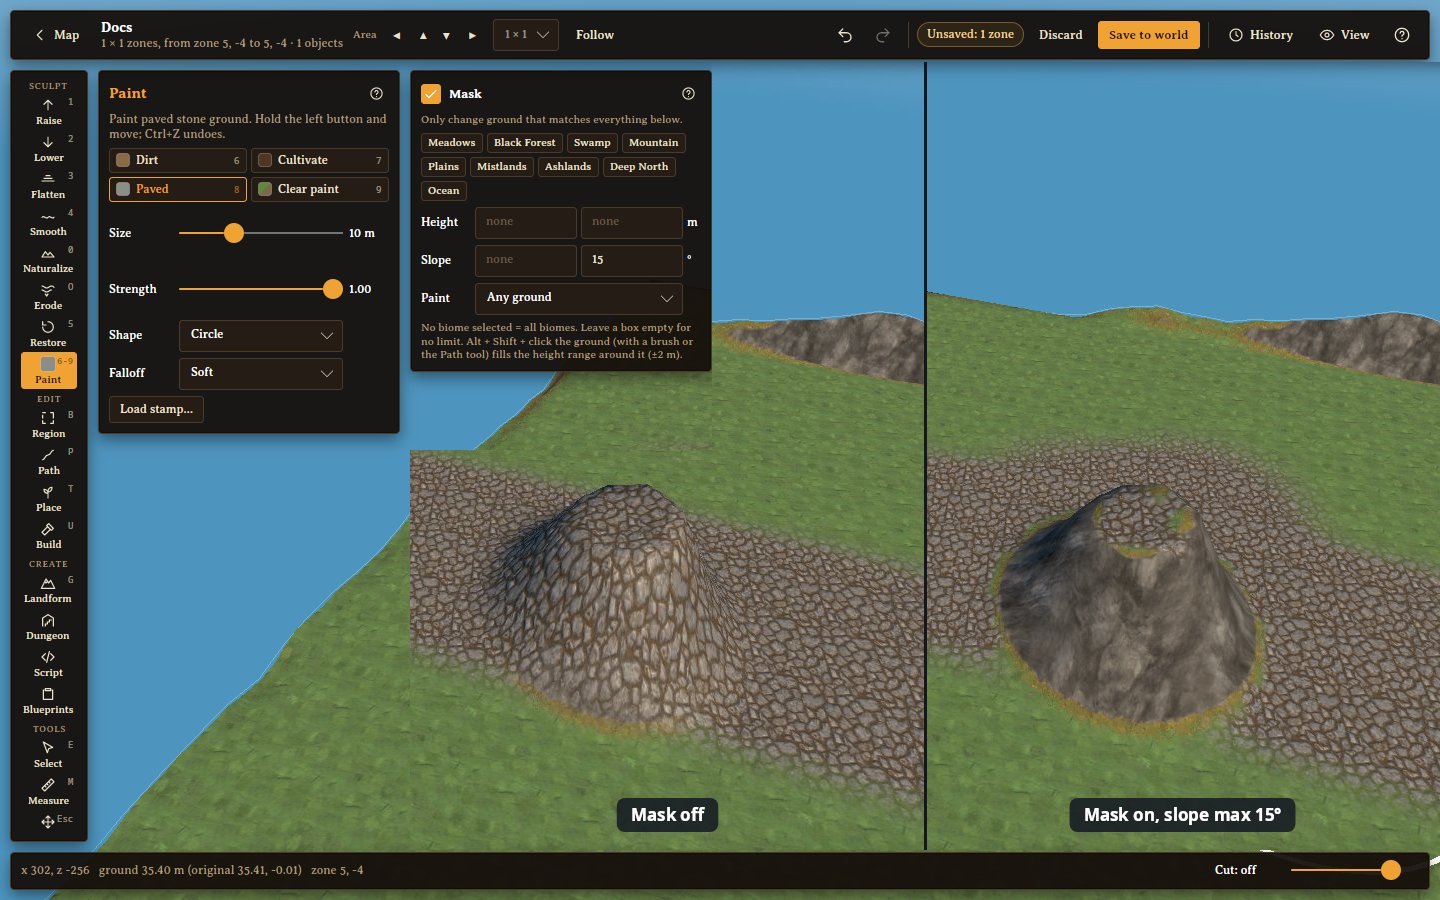 Map
Docs
1 × 1 zones, from zone 5, -4 to 5, -4 · 1 objects
Area
1 × 1
Follow
Unsaved: 1 zone
Discard
Save to world
History
View
SCULPT
Raise 1
Lower 2
Flatten 3
Smooth 4
Naturalize 0
Erode O
Restore 5
Paint 6-9
EDIT
Region B
Path P
Place T
Build U
CREATE
Landform G
Dungeon
Script
Blueprints
TOOLS
Select E
Measure M
Esc
Paint
Paint paved stone ground. Hold the left button and
move; Ctrl+Z undoes.
Dirt 6
Cultivate 7
Paved 8
Clear paint 9
Size 10 m
Strength 1.00
Shape Circle
Falloff Soft
Load stamp...
Mask
Only change ground that matches everything below.
Meadows Black Forest Swamp Mountain
Plains Mistlands Ashlands Deep North
Ocean
Height none none m
Slope none 15 °
Paint Any ground
No biome selected = all biomes. Leave a box empty for
no limit. Alt + Shift + click the ground (with a brush or
the Path tool) fills the height range around it (±2 m).
Mask off
Mask on, slope max 15°
x 302, z -256 ground 35.40 m (original 35.41, -0.01) zone 5, -4
Cut: off